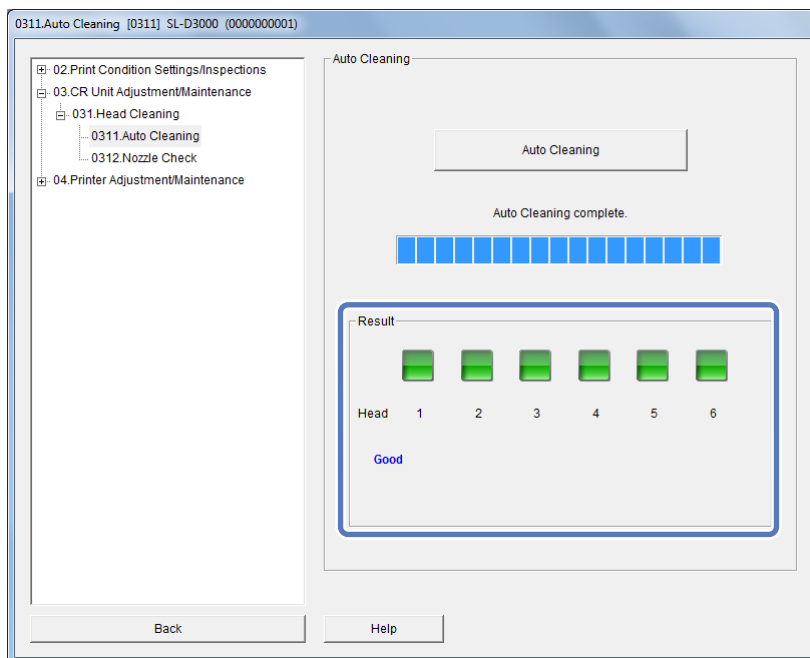 0311.Auto Cleaning [0311] SL-D3000 (0000000001)
02.Print Condition Settings/Inspections
03.CR Unit Adjustment/Maintenance
031.Head Cleaning
0311.Auto Cleaning
0312.Nozzle Check
04.Printer Adjustment/Maintenance
Auto Cleaning
Auto Cleaning
Auto Cleaning complete.
Result
Head 1 2 3 4 5 6
Good
Back
Help